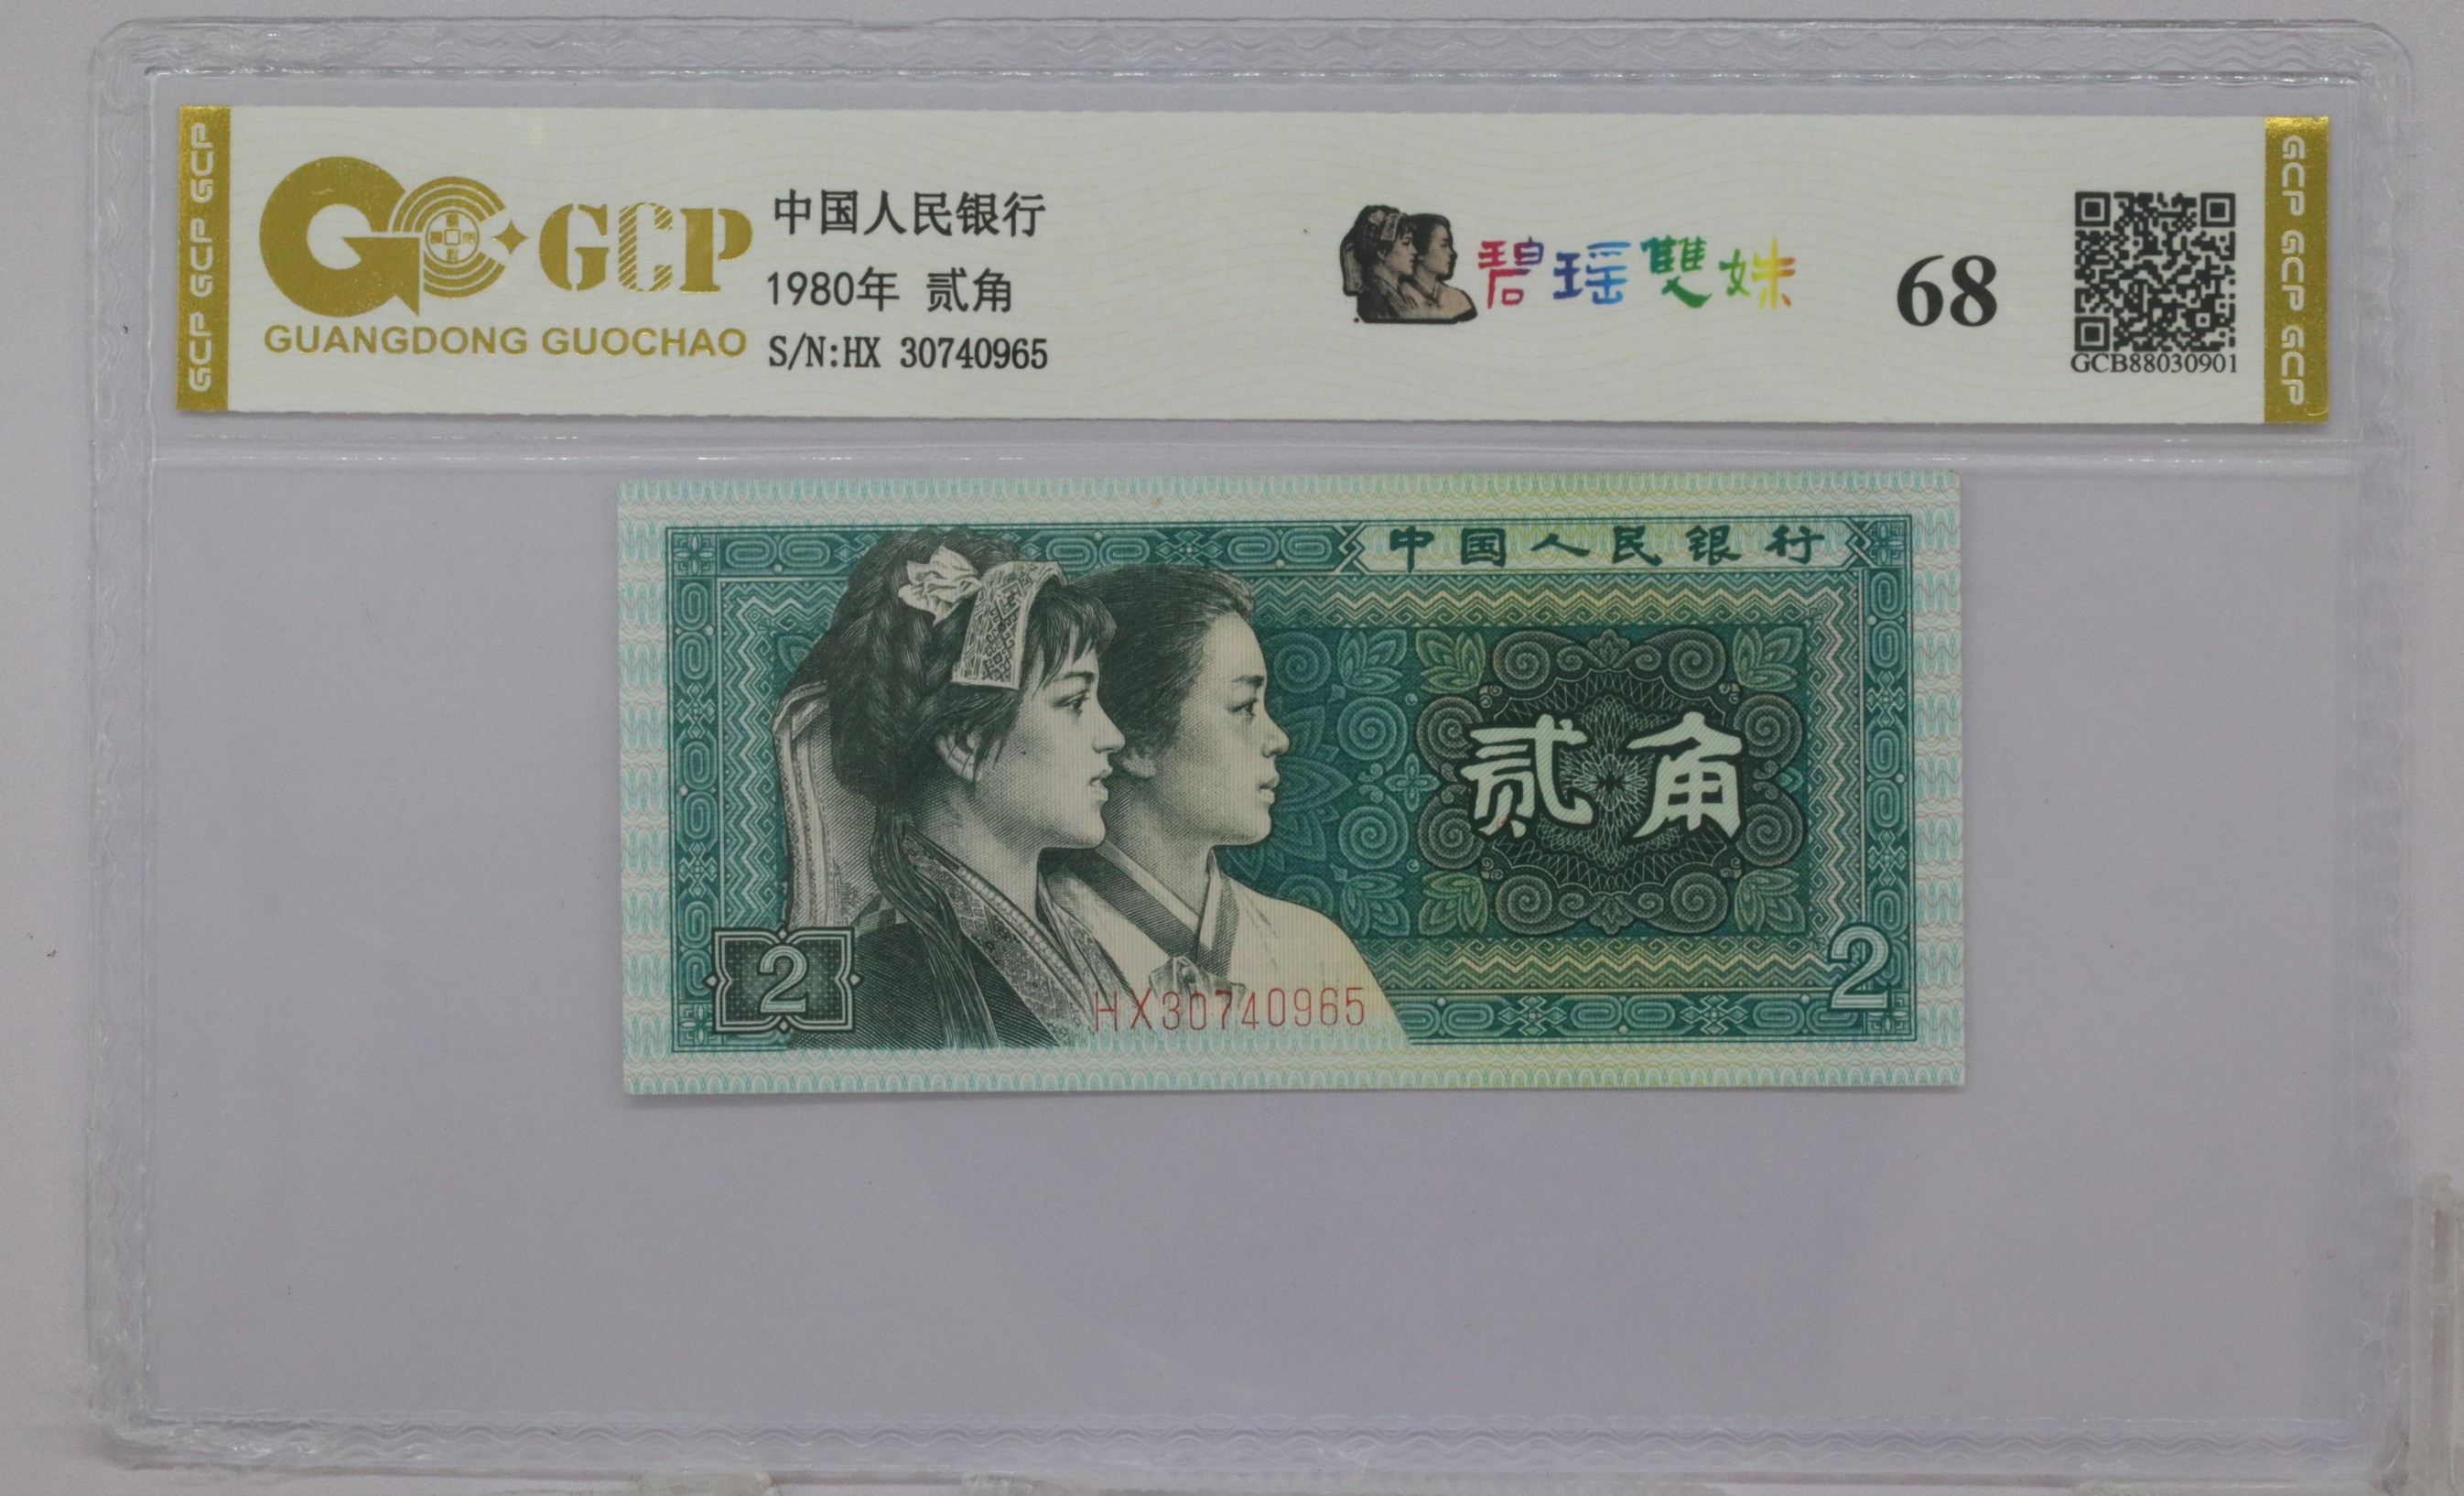 GCP GCP GCP
GCP
GUANGDONG GUOCHAO
中国人民银行
1980年 贰角
S/N:HX 30740965
碧瑶雙姝
68
GCB88030901
GCP GCP GCP
中国人民银行
贰角
2
HX30740965
2